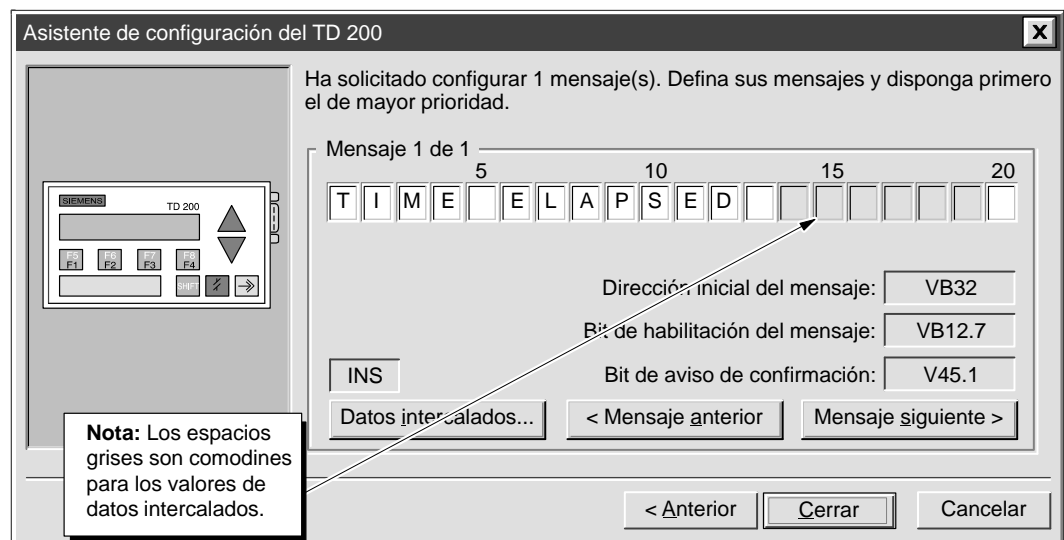 Asistente de configuración del TD 200
X
Ha solicitado configurar 1 mensaje(s). Defina sus mensajes y disponga primero
el de mayor prioridad.
Mensaje 1 de 1
5 10 15 20
T I M E E L A P S E D
SIEMENS
TD 200
F5 F6 F7 F8
F1 F2 F3 F4
SHIFT
Dirección inicial del mensaje: VB32
Bit de habilitación del mensaje: VB12.7
INS
Bit de aviso de confirmación: V45.1
Datos intercalados... < Mensaje anterior Mensaje siguiente >
Nota: Los espacios
grises son comodines
para los valores de
datos intercalados.
< Anterior Cerrar Cancelar